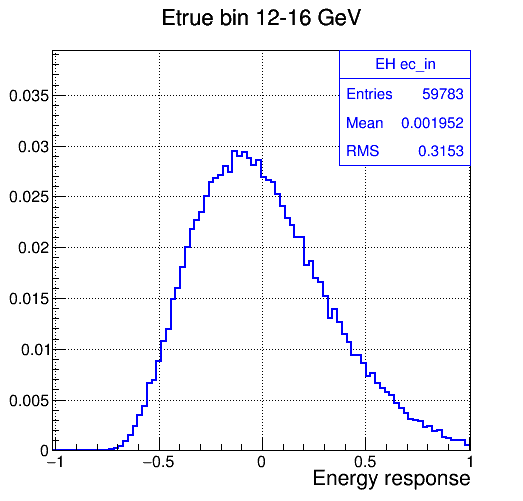 Etrue bin 12-16 GeV
EH ec_in
Entries 59783
Mean 0.001952
RMS 0.3153
0.035
0.03
0.025
0.02
0.015
0.01
0.005
0
−1 −0.5 0 0.5 1
Energy response